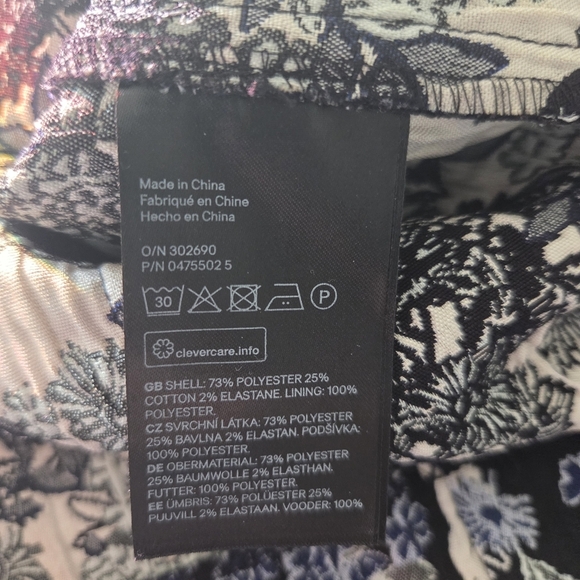 Made in China
Fabriqué en Chine
Hecho en China
O/N 302690
P/N 0475502 5
30 P
clevercare.info
GB SHELL: 73% POLYESTER 25%
COTTON 2% ELASTANE. LINING: 100%
POLYESTER.
CZ SVRCHNÍ LÁTKA: 73% POLYESTER
25% BAVLNA 2% ELASTAN. PODŠÍVKA:
100% POLYESTER.
DE OBERMATERIAL: 73% POLYESTER
25% BAUMWOLLE 2% ELASTHAN.
FUTTER: 100% POLYESTER.
EE ÜMBRIS: 73% POLÜESTER 25%
PUUVILL 2% ELASTAAN. VOODER: 100%